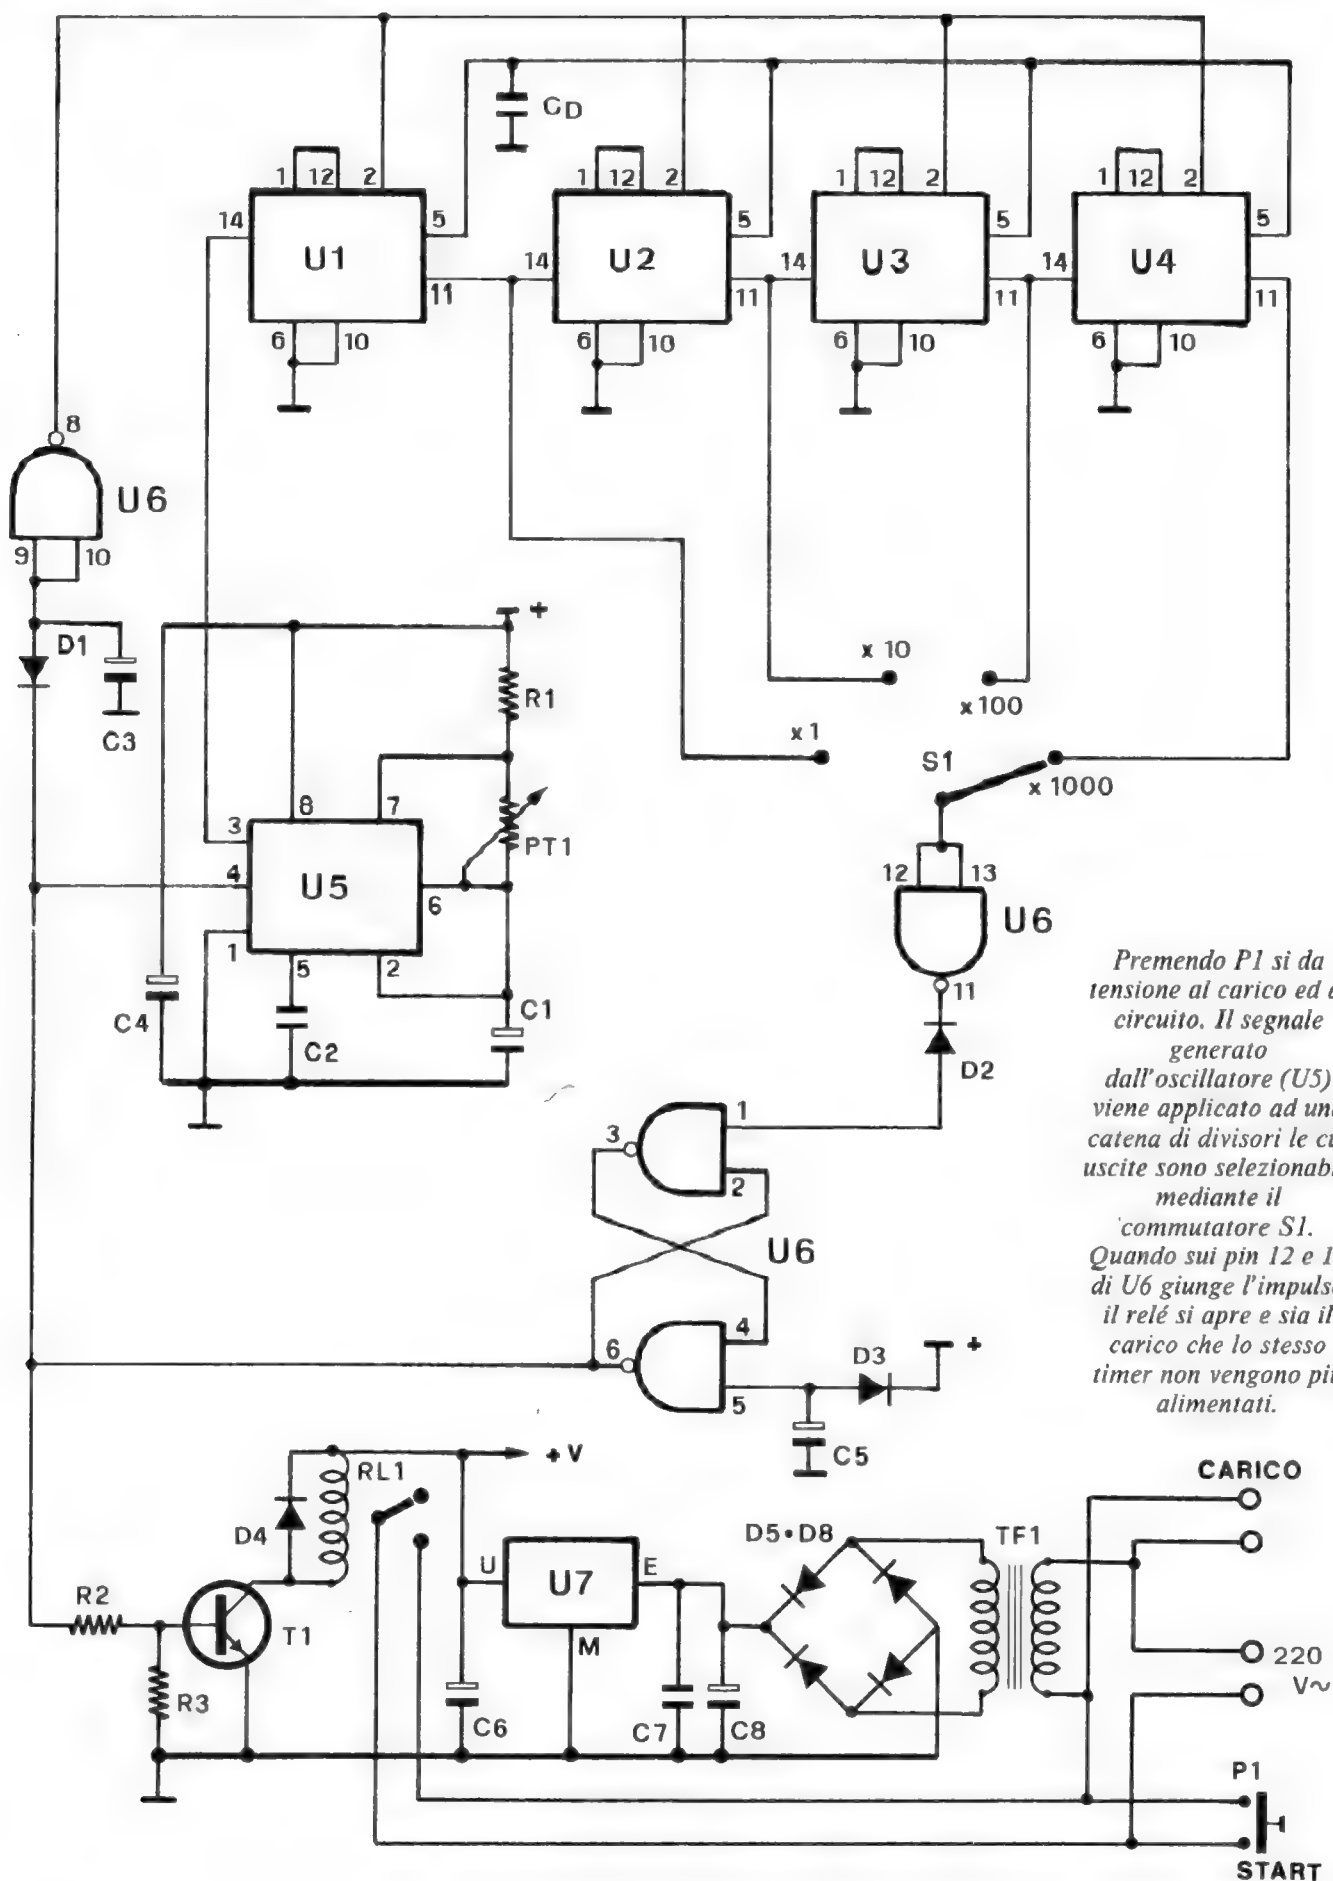 CD
1 12 2
1 12 2
1 12 2
1 12 2
14 U1 5
11
6 10
14 U2 5
11
6 10
14 U3 5
11
6 10
14 U4 5
11
6 10
8
U6
9 10
D1
C3
+
R1
x 10
x 100
x 1
S1
x 1000
8 7
PT1
3
4 U5 6
1
5 2
C4
C2
C1
12 13
U6
11
D2
3 1
2
U6
6 4
5
D3 +
C5
Premendo P1 si da
tensione al carico ed
circuito. Il segnale
generato
dall'oscillatore (U5)
viene applicato ad
catena di divisori le
uscite sono
mediante il
commutatore S1.
Quando sui pin 12 e
di U6 giunge
il relé si apre e sia il
carico che lo stesso
timer non vengono
alimentati.
+ V
RL1
D4
R2
T1
R3
U U7 E
M
C6
C7 C8
D5•D8
TF1
CARICO
220
V~
P1
START